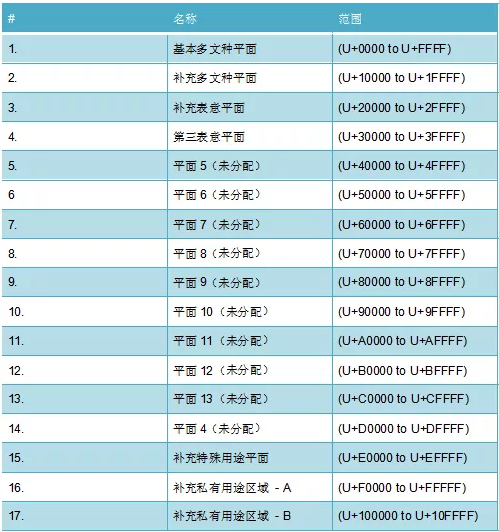 # 名称 范围
1. 基本多文种平面 (U+0000 to U+FFFF)
2. 补充多文种平面 (U+10000 to U+1FFFF)
3. 补充表意平面 (U+20000 to U+2FFFF)
4. 第三表意平面 (U+30000 to U+3FFFF)
5. 平面 5（未分配） (U+40000 to U+4FFFF)
6 平面 6（未分配） (U+50000 to U+5FFFF)
7. 平面 7（未分配） (U+60000 to U+6FFFF)
8. 平面 8（未分配） (U+70000 to U+7FFFF)
9. 平面 9（未分配） (U+80000 to U+8FFFF)
10. 平面 10（未分配） (U+90000 to U+9FFFF)
11. 平面 11（未分配） (U+A0000 to U+AFFFF)
12. 平面 12（未分配） (U+B0000 to U+BFFFF)
13. 平面 13（未分配） (U+C0000 to U+CFFFF)
14. 平面 4（未分配） (U+D0000 to U+DFFFF)
15. 补充特殊用途平面 (U+E0000 to U+EFFFF)
16. 补充私有用途区域 - A (U+F0000 to U+FFFFF)
17. 补充私有用途区域 - B (U+100000 to U+10FFFF)